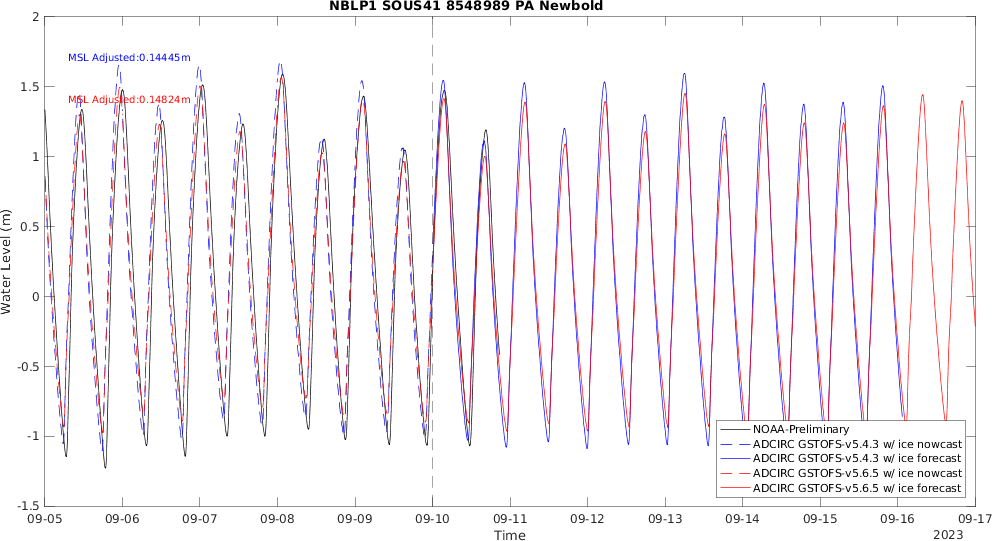 NBLP1 SOUS41 8548989 PA Newbold
2
1.5
1
0.5
0
-0.5
-1
-1.5
Water Level (m)
MSL Adjusted:0.14445m
MSL Adjusted:0.14824m
NOAA-Preliminary
ADCIRC GSTOFS-v5.4.3 w/ ice nowcast
ADCIRC GSTOFS-v5.4.3 w/ ice forecast
ADCIRC GSTOFS-v5.6.5 w/ ice nowcast
ADCIRC GSTOFS-v5.6.5 w/ ice forecast
09-05 09-06 09-07 09-08 09-09 09-10 09-11 09-12 09-13 09-14 09-15 09-16 09-17
Time
2023